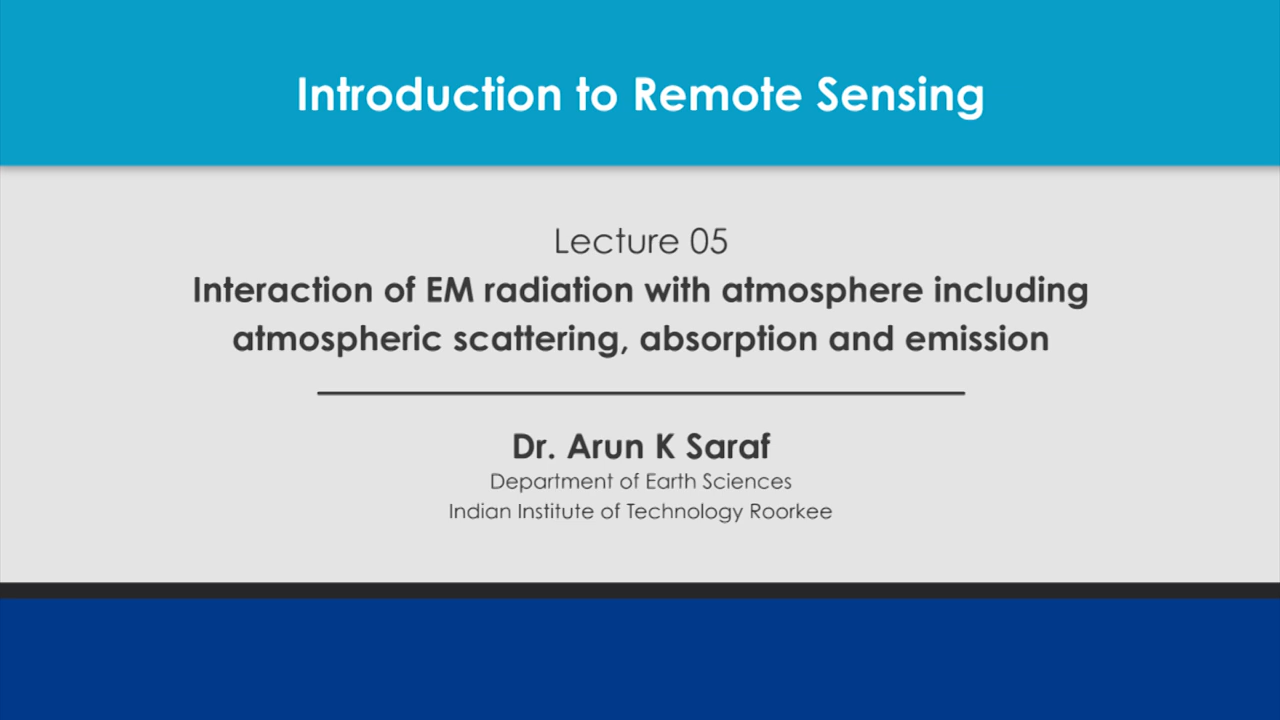 Introduction to Remote Sensing
Lecture 05
Interaction of EM radiation with atmosphere including
atmospheric scattering, absorption and emission
Dr. Arun K Saraf
Department of Earth Sciences
Indian Institute of Technology Roorkee